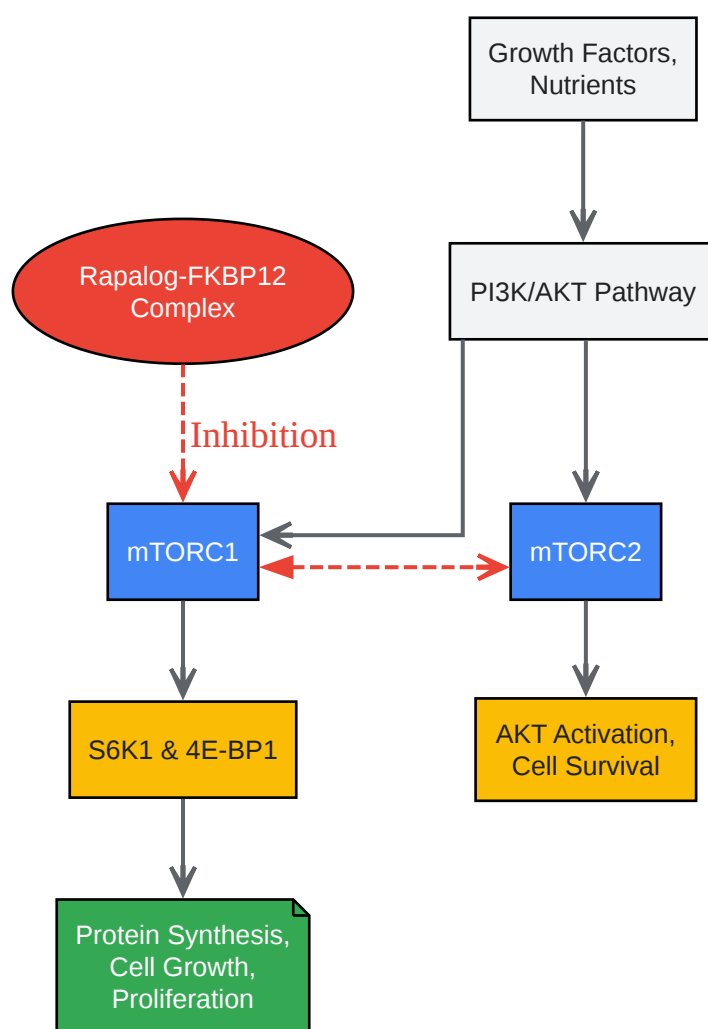 Growth Factors,
Nutrients
Rapalog-FKBP12
Complex
PI3K/AKT Pathway
Inhibition
mTORC1
mTORC2
S6K1 & 4E-BP1
AKT Activation,
Cell Survival
Protein Synthesis,
Cell Growth,
Proliferation